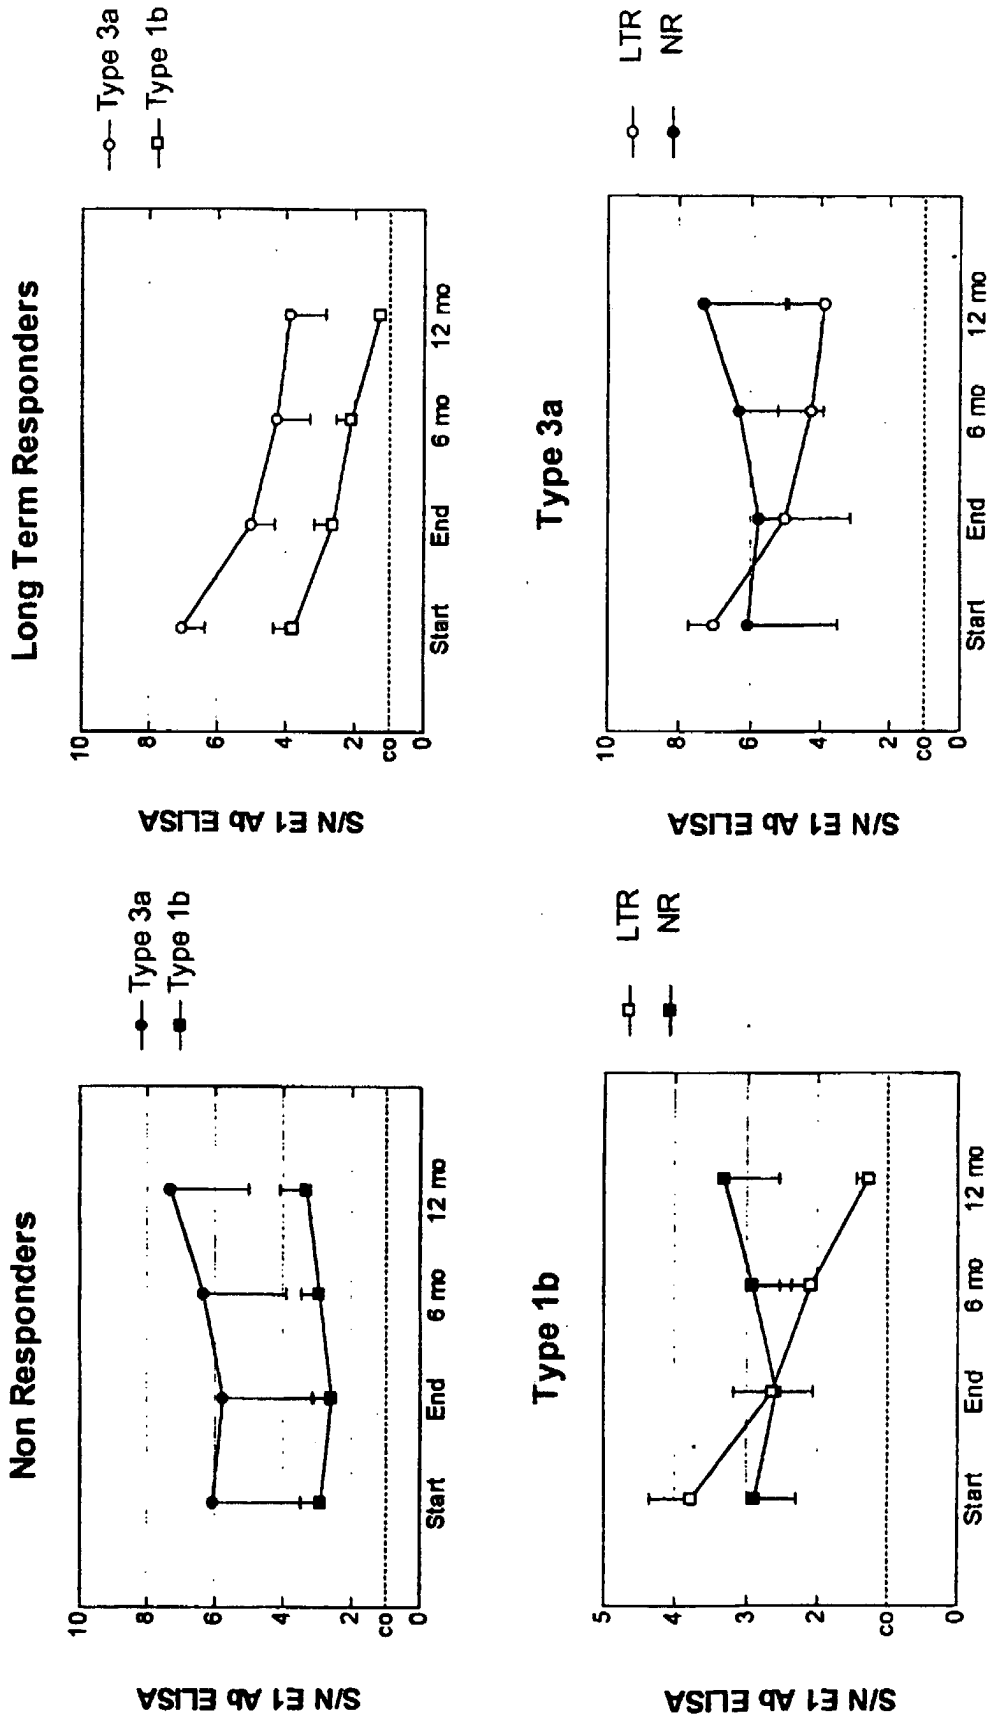 Non Responders
S/N E1 Ab ELISA
10
8
6
4
2
co
0
Start
End
6 mo
12 mo
Type 3a
Type 1b
Long Term Responders
S/N E1 Ab ELISA
10
8
6
4
2
co
0
Start
End
6 mo
12 mo
Type 3a
Type 1b
Type 1b
S/N E1 Ab ELISA
5
4
3
2
co
0
Start
End
6 mo
12 mo
LTR
NR
Type 3a
S/N E1 Ab ELISA
10
8
6
4
co
0
Start
End
6 mo
12 mo
LTR
NR